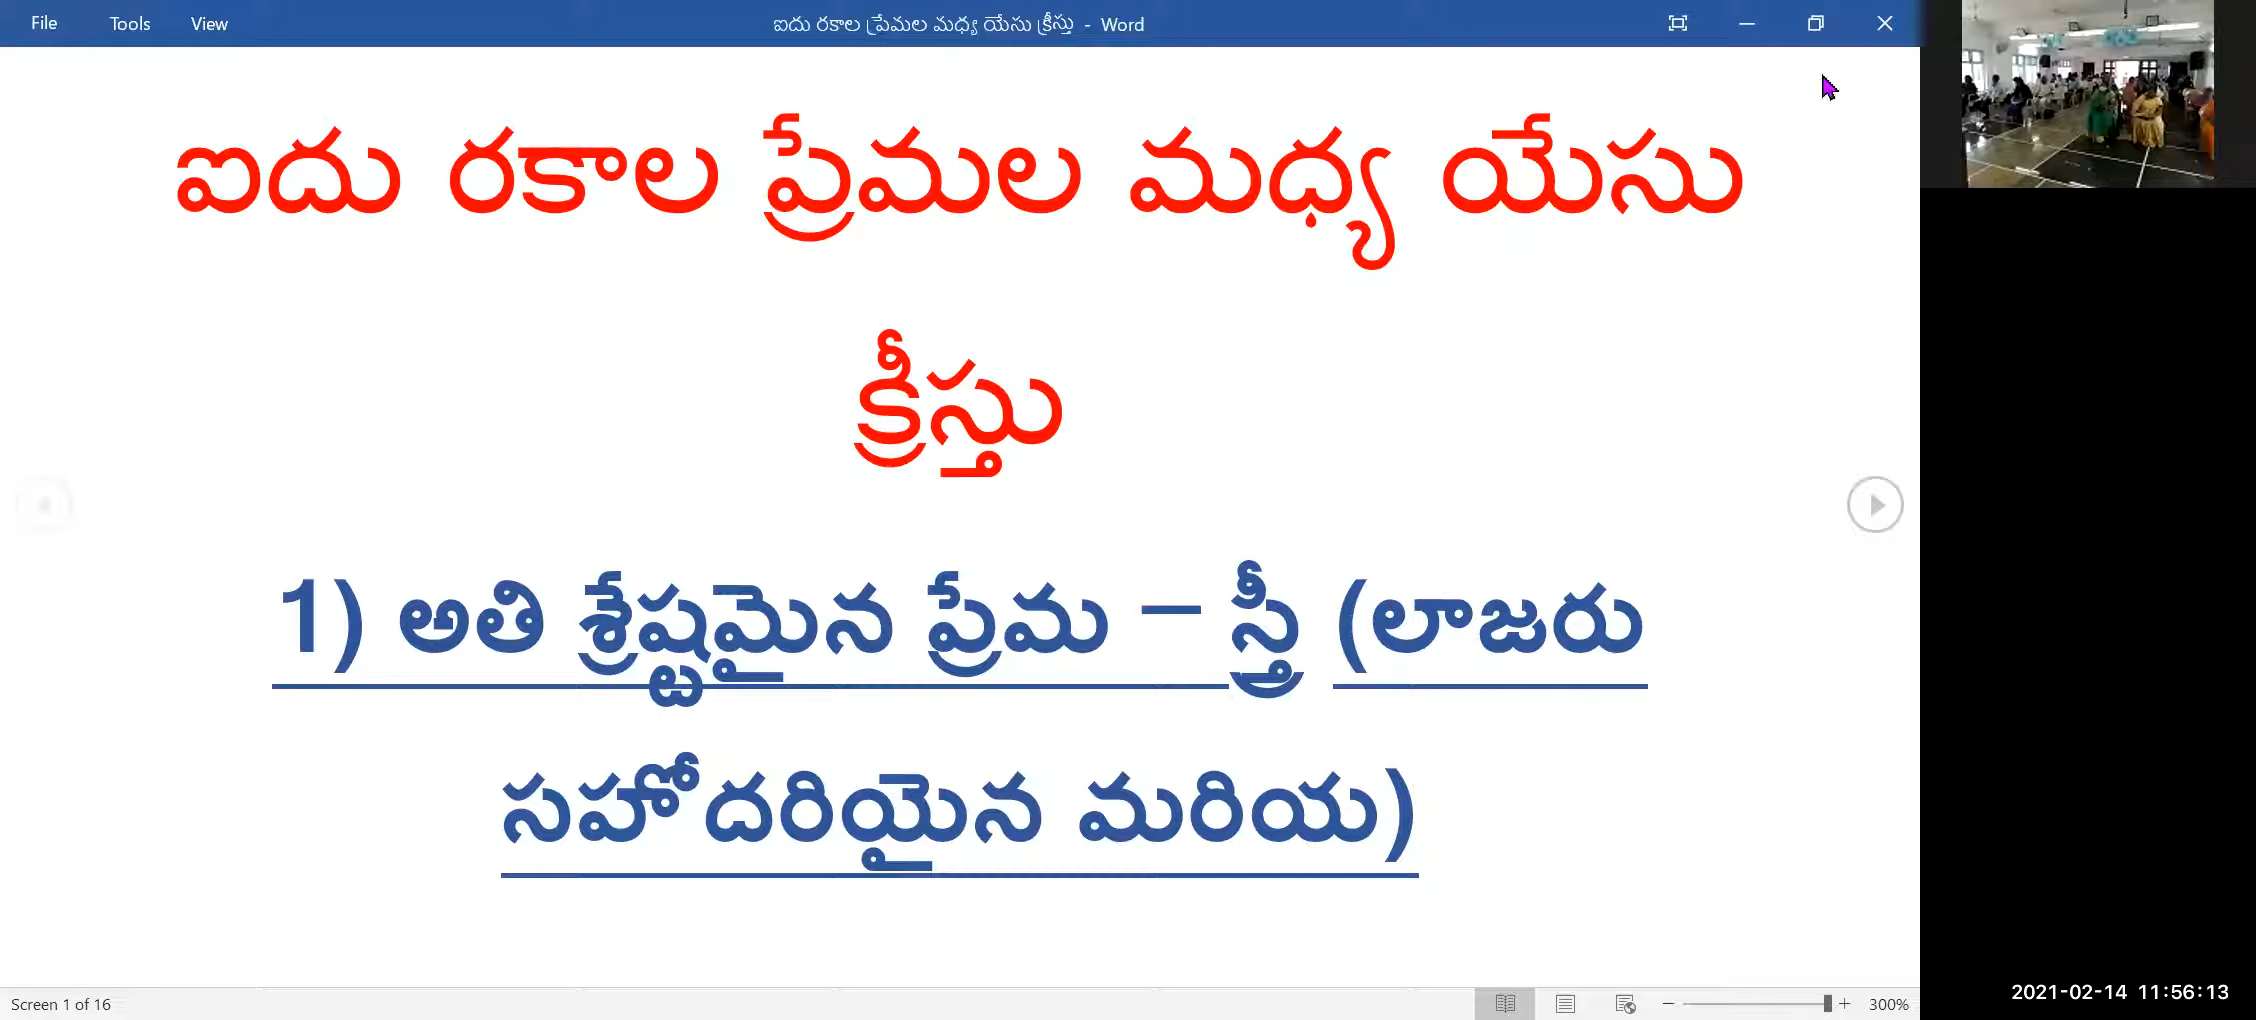 File Tools View ఐదు రకాల ప్రేమల మధ్య యేసు క్రీస్తు - Word
ఐదు రకాల ప్రేమల మధ్య యేసు
క్రీస్తు
1) అతి శ్రేష్టమైన ప్రేమ – స్త్రీ (లాజరు
సహోదరియైన మరియ)
Screen 1 of 16 300%
2021-02-14 11:56:13